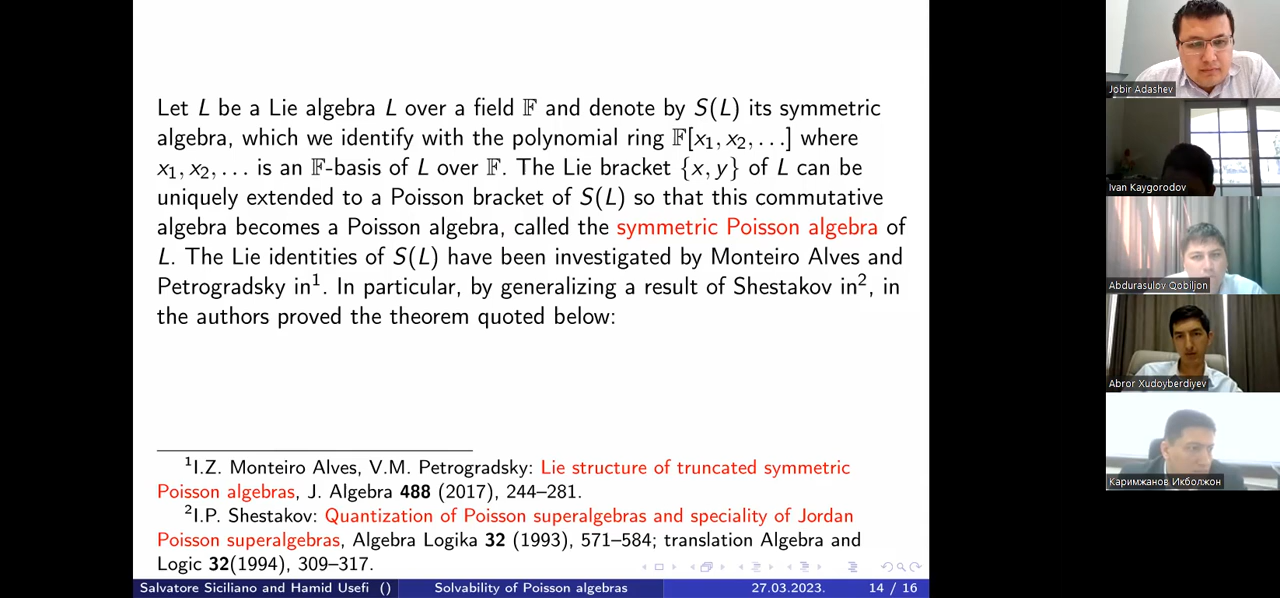 Let L be a Lie algebra L over a field 𝔽 and denote by S(L) its symmetric
algebra, which we identify with the polynomial ring 𝔽[x₁, x₂, . . .] where
x₁, x₂, . . . is an 𝔽-basis of L over 𝔽. The Lie bracket {x, y} of L can be
uniquely extended to a Poisson bracket of S(L) so that this commutative
algebra becomes a Poisson algebra, called the symmetric Poisson algebra of
L. The Lie identities of S(L) have been investigated by Monteiro Alves and
Petrogradsky in¹. In particular, by generalizing a result of Shestakov in², in
the authors proved the theorem quoted below:
¹I.Z. Monteiro Alves, V.M. Petrogradsky: Lie structure of truncated symmetric
Poisson algebras, J. Algebra 488 (2017), 244–281.
²I.P. Shestakov: Quantization of Poisson superalgebras and speciality of Jordan
Poisson superalgebras, Algebra Logika 32 (1993), 571–584; translation Algebra and
Logic 32(1994), 309–317.
Salvatore Siciliano and Hamid Usefi () Solvability of Poisson algebras 27.03.2023. 14 / 16
Jobir Adashev
Ivan Kaygorodov
Abdurasulov Qobiljon
Abror Xudoyberdiyev
Каримжанов Икболжон